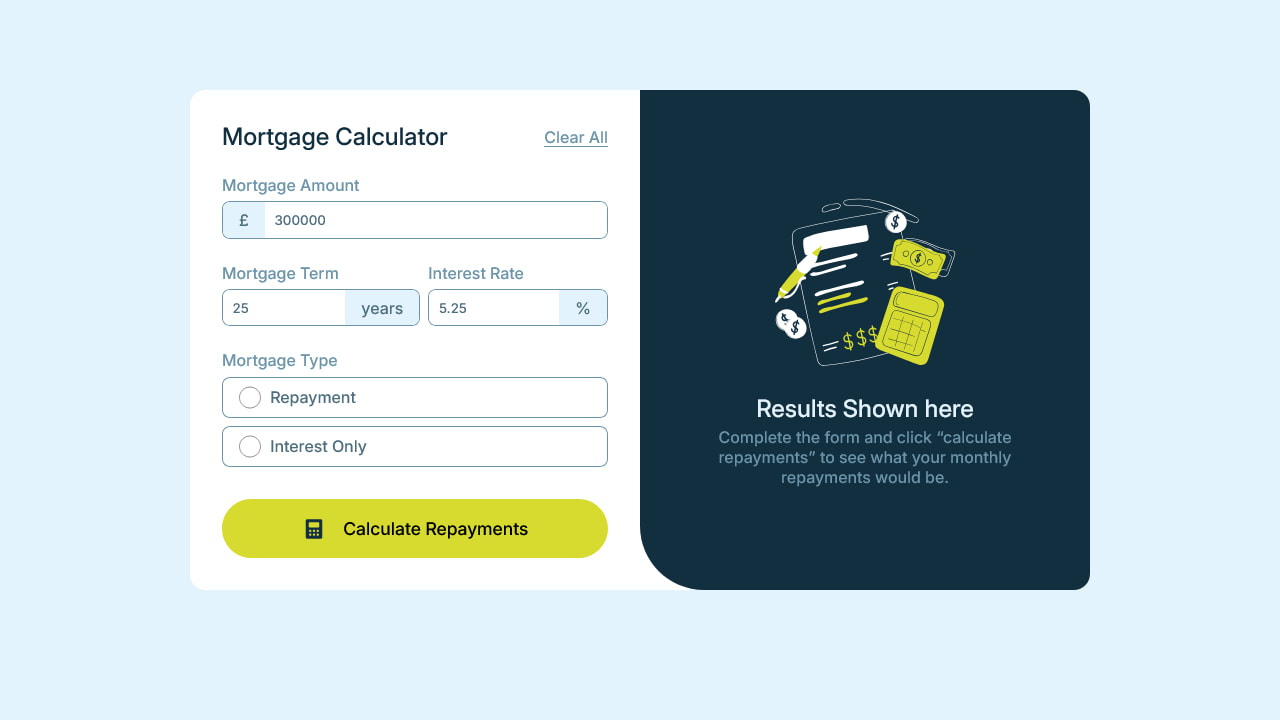 Mortgage Calculator
Clear All
Mortgage Amount
£ 300000
Mortgage Term
Interest Rate
25 years
5.25 %
Mortgage Type
Repayment
Interest Only
Calculate Repayments
$
$
$
$
$$$
Results Shown here
Complete the form and click “calculate
repayments” to see what your monthly
repayments would be.